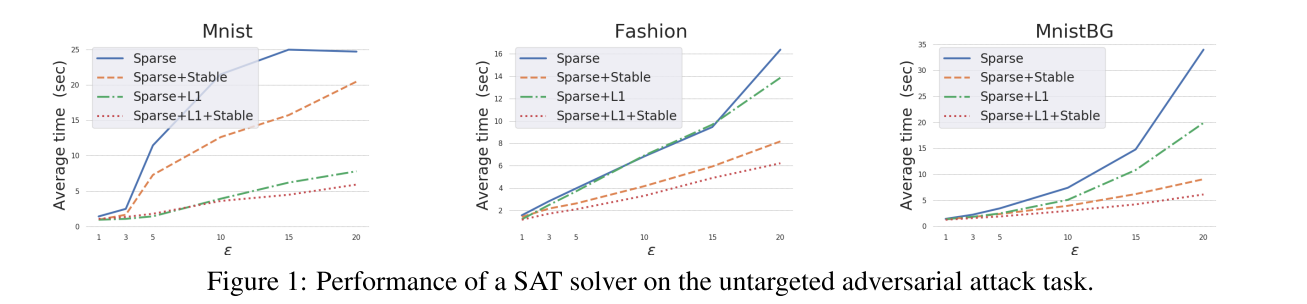 Mnist
25
20
15
10
5
0
Average time (sec)
Sparse
Sparse+Stable
Sparse+L1
Sparse+L1+Stable
1 3 5 10 15 20
ε
Fashion
16
14
12
10
8
6
4
2
Average time (sec)
Sparse
Sparse+Stable
Sparse+L1
Sparse+L1+Stable
1 3 5 10 15 20
ε
MnistBG
35
30
25
20
15
10
5
0
Average time (sec)
Sparse
Sparse+Stable
Sparse+L1
Sparse+L1+Stable
1 3 5 10 15 20
ε
Figure 1: Performance of a SAT solver on the untargeted adversarial attack task.